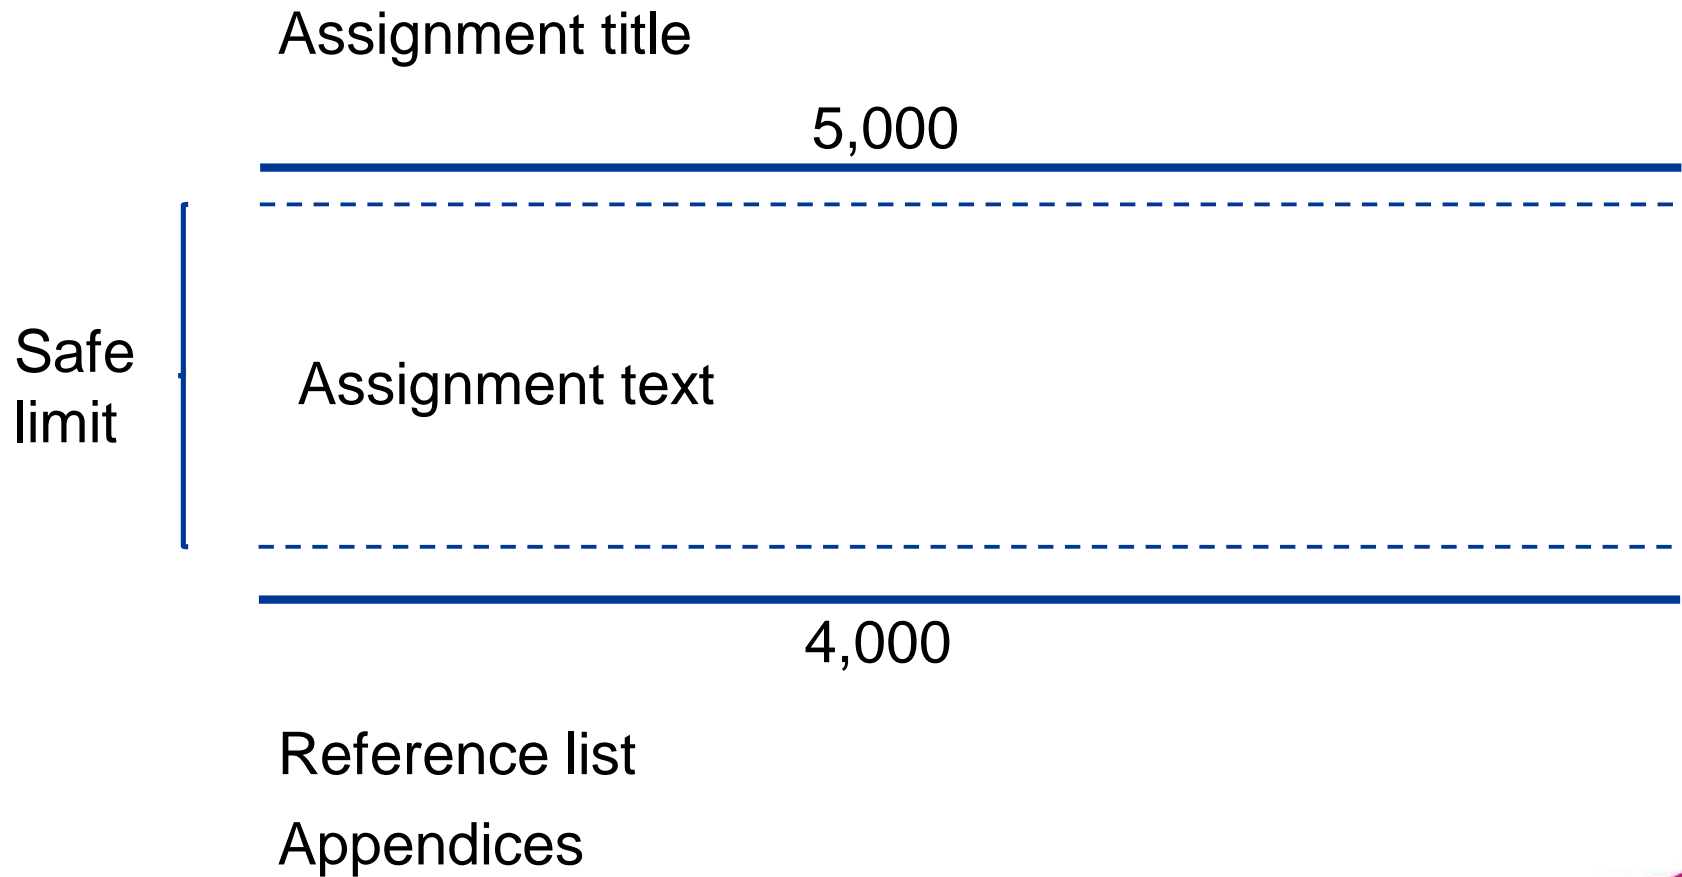 Assignment title
5,000
Safe
limit
Assignment text
4,000
Reference list
Appendices